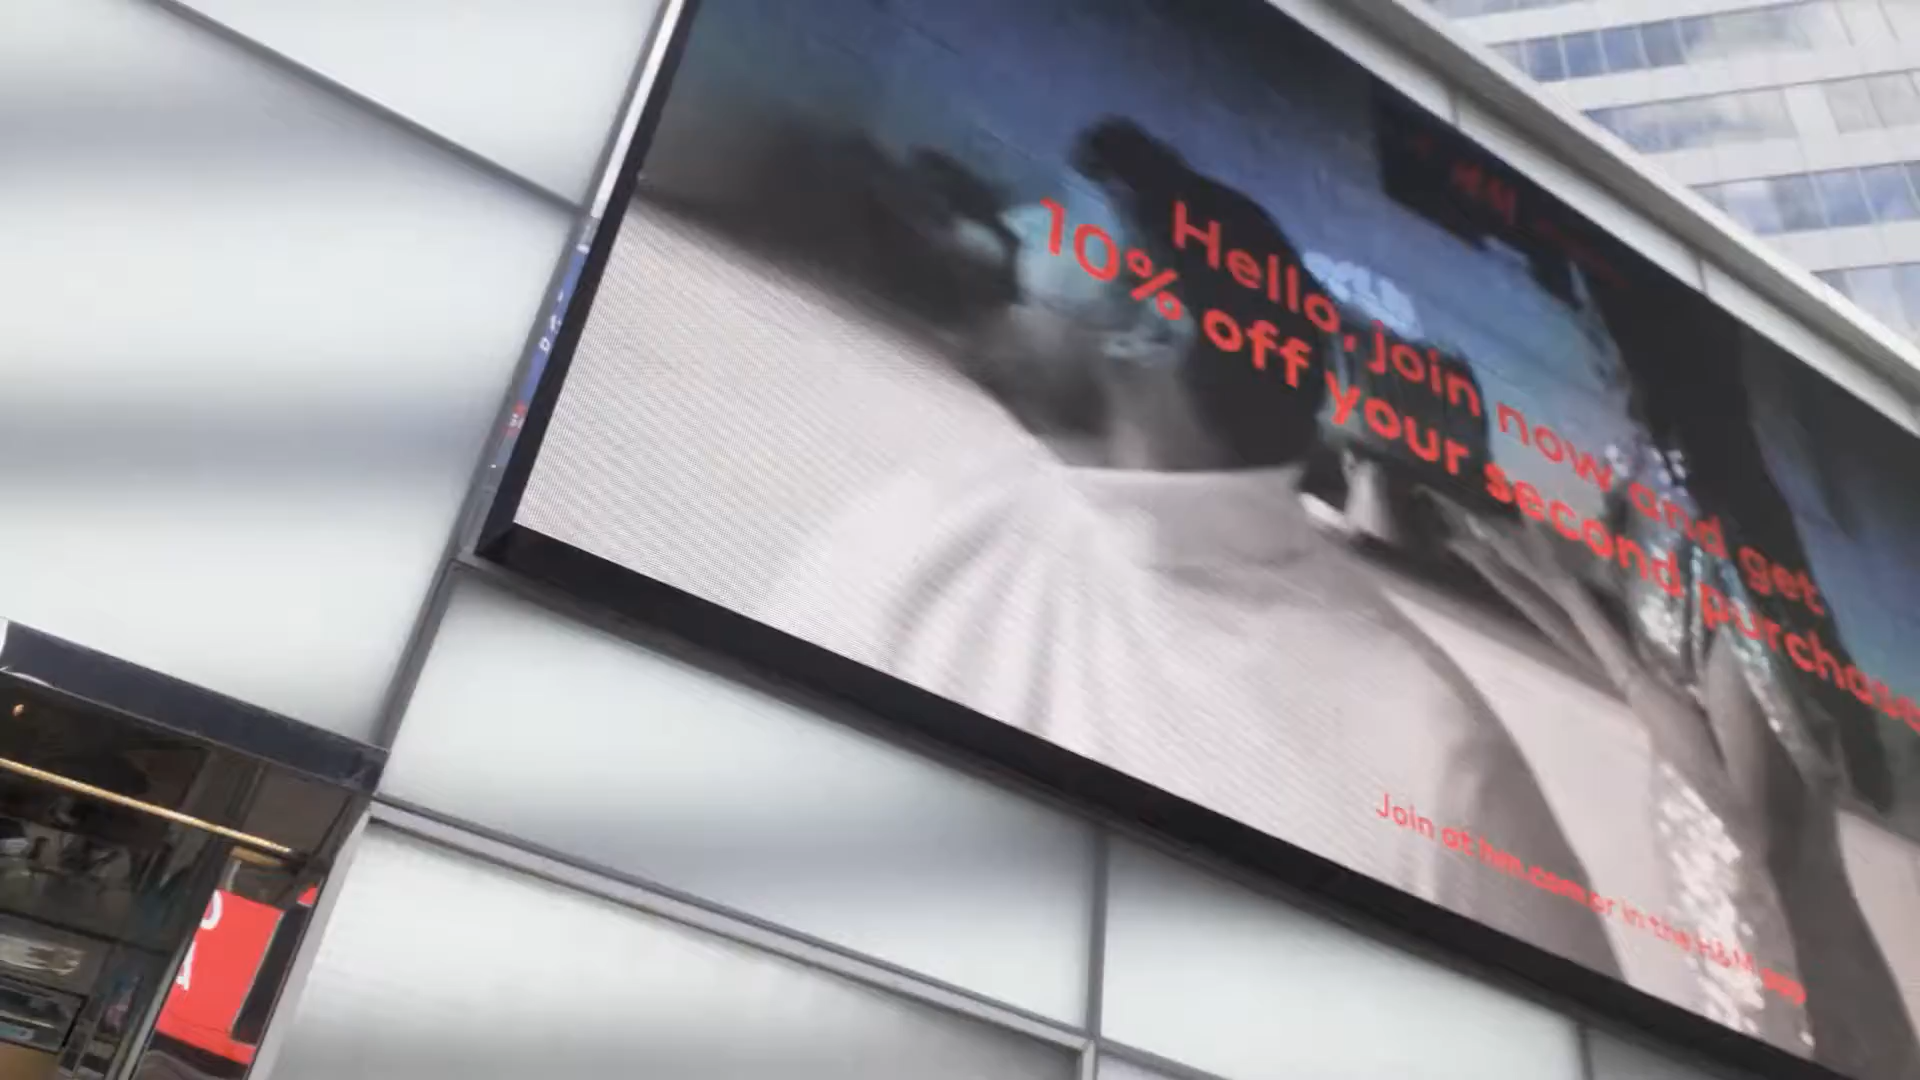 Hello, join now and get
10% off your second purchase
Join at hm.com or in the H&M app